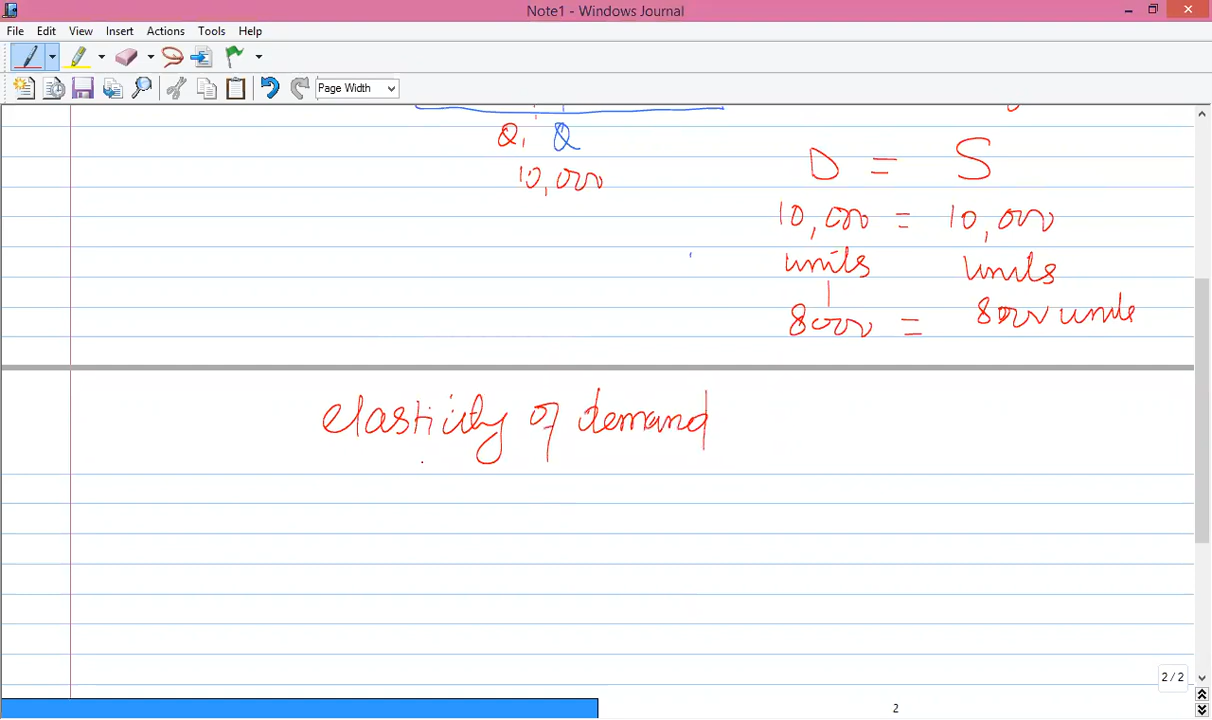 Note1 - Windows Journal
File Edit View Insert Actions Tools Help
Page Width
Q, Q
10,000
D = S
10,000 = 10,000
units units
8000 = 8000 units
elasticity of demand
2 / 2
2